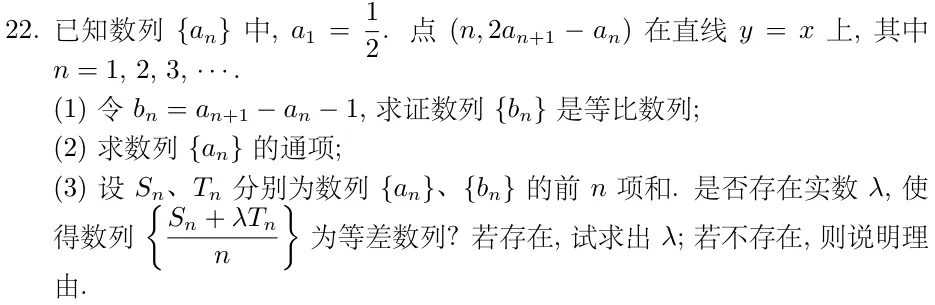 22. 已知数列 {aₙ} 中, a₁ = 1/2. 点 (n, 2aₙ₊₁ − aₙ) 在直线 y = x 上, 其中
n = 1, 2, 3, ⋯.
(1) 令 bₙ = aₙ₊₁ − aₙ − 1, 求证数列 {bₙ} 是等比数列;
(2) 求数列 {aₙ} 的通项;
(3) 设 Sₙ、Tₙ 分别为数列 {aₙ}、{bₙ} 的前 n 项和. 是否存在实数 λ, 使
得数列 {(Sₙ + λTₙ)/n} 为等差数列? 若存在, 试求出 λ; 若不存在, 则说明理
由.